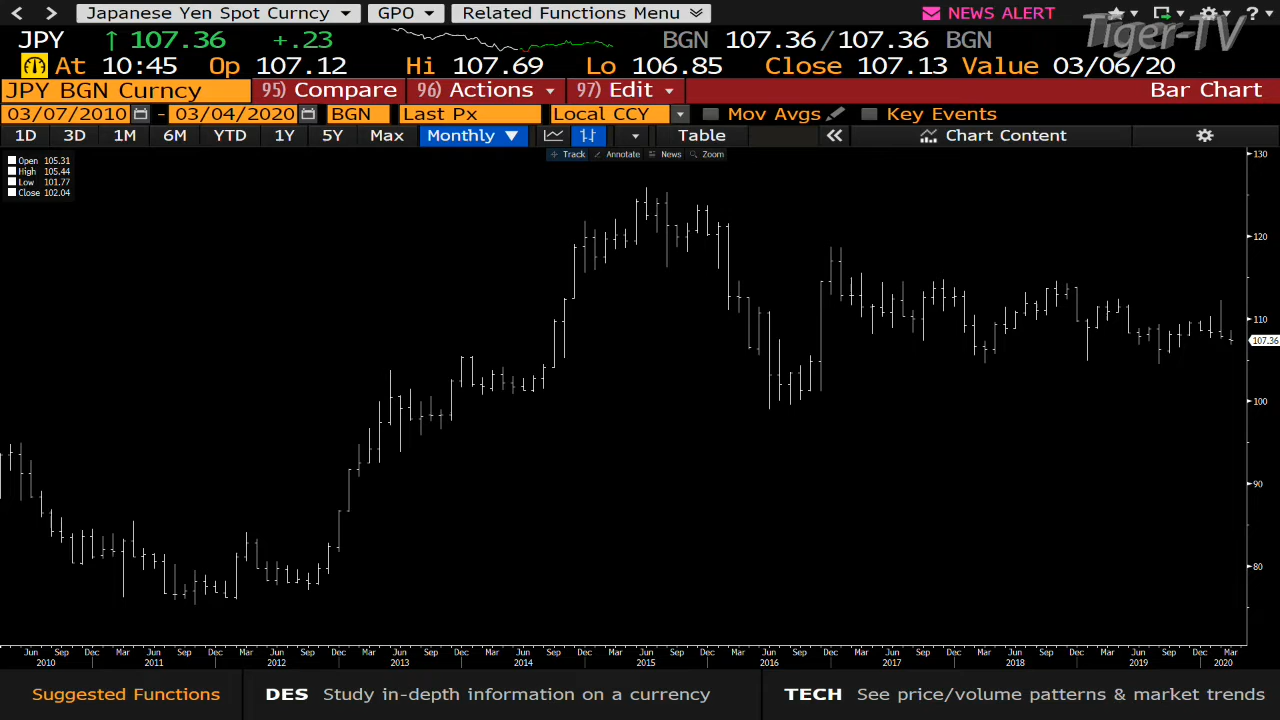 Japanese Yen Spot Curncy GPO Related Functions Menu NEWS ALERT ?
Tiger-TV
JPY ↑ 107.36 +.23 BGN 107.36/107.36 BGN
At 10:45 Op 107.12 Hi 107.69 Lo 106.85 Close 107.13 Value 03/06/20
JPY BGN Curncy 95) Compare 96) Actions 97) Edit Bar Chart
03/07/2010 - 03/04/2020 BGN Last Px Local CCY Mov Avgs Key Events
1D 3D 1M 6M YTD 1Y 5Y Max Monthly ▼ Table « Chart Content
Track Annotate News Zoom
Open 105.31
High 105.44
Low 101.77
Close 102.04
130
120
110
107.36
100
90
80
Jun Sep Dec Mar Jun Sep Dec Mar Jun Sep Dec Mar Jun Sep Dec Mar Jun Sep Dec Mar Jun Sep Dec Mar Jun Sep Dec Mar Jun Sep Dec Mar Jun Sep Dec Mar Jun Sep Dec Mar
2010 2011 2012 2013 2014 2015 2016 2017 2018 2019 2020
Suggested Functions DES Study in-depth information on a currency TECH See price/volume patterns & market trends